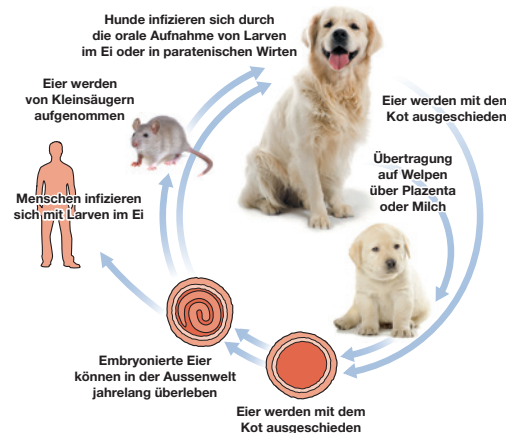 Hunde infizieren sich durch
die orale Aufnahme von Larven
im Ei oder in paratenischen Wirten
Eier werden
von Kleinsäugern
aufgenommen
Eier werden mit dem
Kot ausgeschieden
Übertragung
auf Welpen
über Plazenta
oder Milch
Menschen infizieren
sich mit Larven im Ei
Embryonierte Eier
können in der Aussenwelt
jahrelang überleben
Eier werden mit dem
Kot ausgeschieden